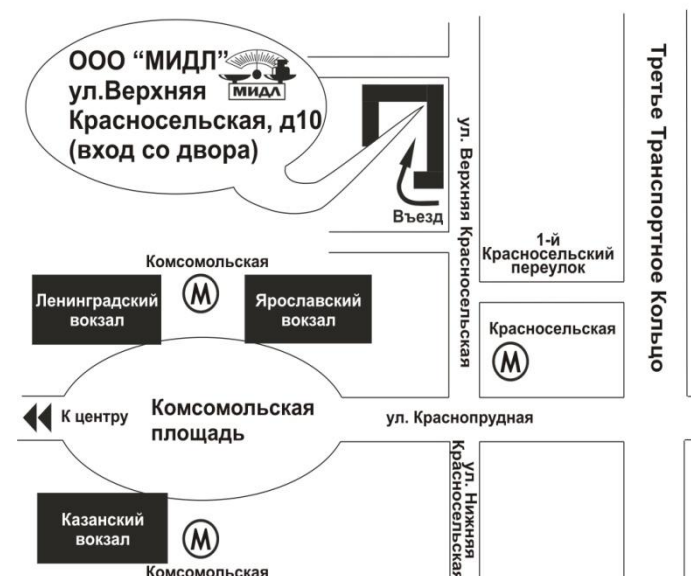 ООО “МИДЛ”
МИДЛ
ул.Верхняя
Красносельская, д10
(вход со двора)
Въезд
ул. Верхняя Красносельская
Третье Транспортное Кольцо
1-й
Красносельский
переулок
Комсомольская
М
Ленинградский
вокзал
Ярославский
вокзал
Красносельская
М
К центру
Комсомольская
площадь
ул. Краснопрудная
ул. Нижняя
Красносельская
Казанский
вокзал
М
Комсомольская